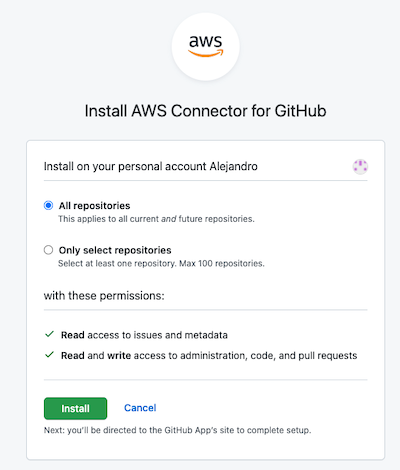 aws
Install AWS Connector for GitHub
Install on your personal account Alejandro
All repositories
This applies to all current and future repositories.
Only select repositories
Select at least one repository. Max 100 repositories.
with these permissions:
Read access to issues and metadata
Read and write access to administration, code, and pull requests
Install Cancel
Next: you'll be directed to the GitHub App's site to complete setup.